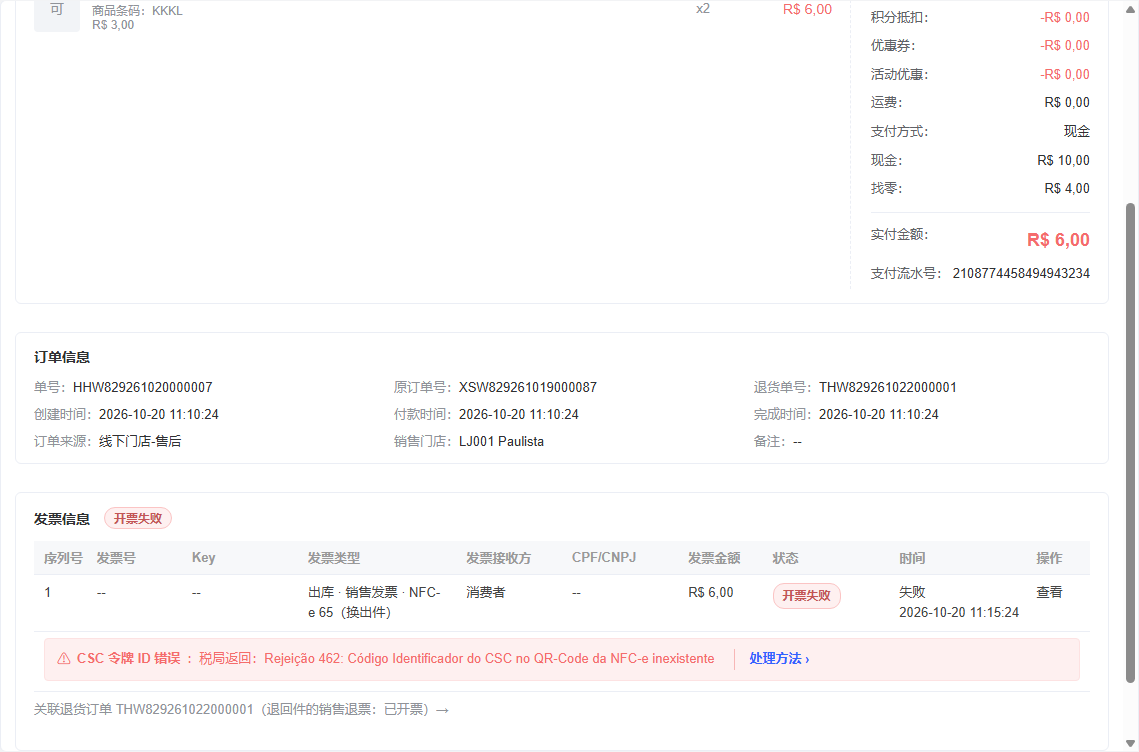 可
商品条码：KKKL
R$ 3,00
x2
R$ 6,00
积分抵扣： -R$ 0,00
优惠券： -R$ 0,00
活动优惠： -R$ 0,00
运费： R$ 0,00
支付方式： 现金
现金： R$ 10,00
找零： R$ 4,00
实付金额： R$ 6,00
支付流水号： 2108774458494943234
订单信息
单号：HHW829261020000007 原订单号：XSW829261019000087 退货单号：THW829261022000001
创建时间：2026-10-20 11:10:24 付款时间：2026-10-20 11:10:24 完成时间：2026-10-20 11:10:24
订单来源：线下门店-售后 销售门店：LJ001 Paulista 备注：--
发票信息 开票失败
序列号 发票号 Key 发票类型 发票接收方 CPF/CNPJ 发票金额 状态 时间 操作
1 -- -- 出库 · 销售发票 · NFC- 消费者 -- R$ 6,00 开票失败 失败 查看
e 65（换出件） 2026-10-20 11:15:24
CSC 令牌 ID 错误 ：税局返回：Rejeição 462: Código Identificador do CSC no QR-Code da NFC-e inexistente 处理方法 ›
关联退货订单 THW829261022000001（退回件的销售退票：已开票）→